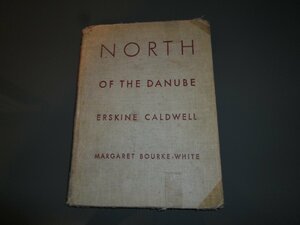 NORTH
OF THE DANUBE
ERSKINE CALDWELL
MARGARET BOURKE-WHITE